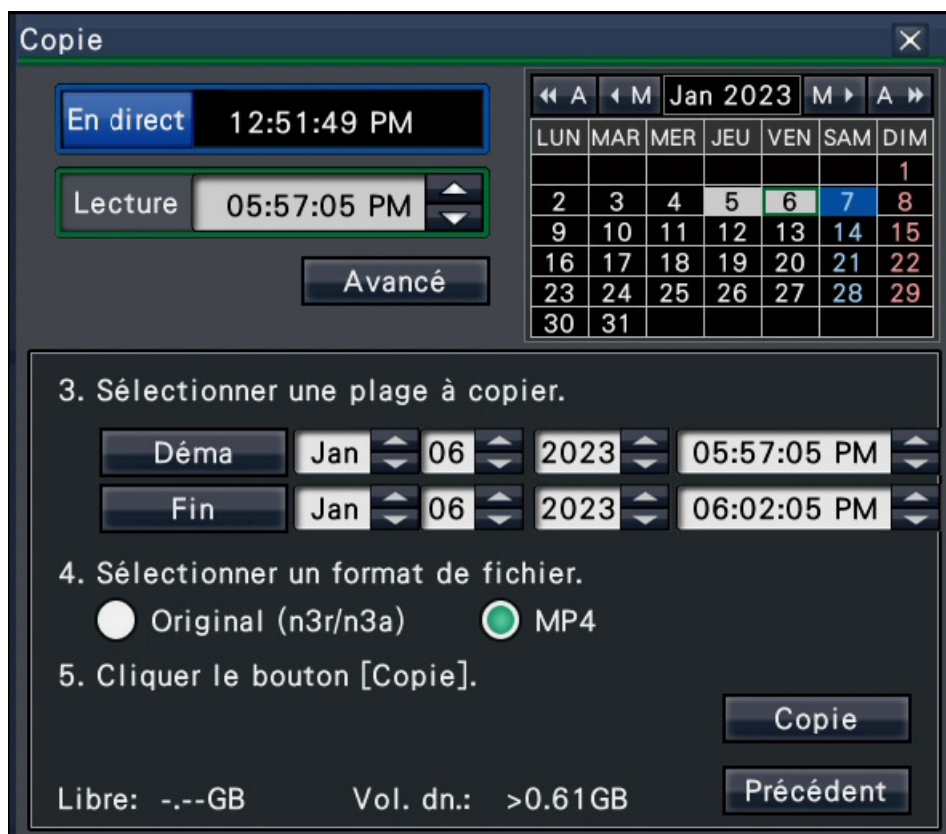 Copie
En direct 12:51:49 PM
Lecture 05:57:05 PM
Avancé
A M Jan 2023 M A
LUN MAR MER JEU VEN SAM DIM
1
2 3 4 5 6 7 8
9 10 11 12 13 14 15
16 17 18 19 20 21 22
23 24 25 26 27 28 29
30 31
3. Sélectionner une plage à copier.
Déma Jan 06 2023 05:57:05 PM
Fin Jan 06 2023 06:02:05 PM
4. Sélectionner un format de fichier.
Original (n3r/n3a) MP4
5. Cliquer le bouton [Copie].
Copie
Libre: -.--GB Vol. dn.: >0.61GB Précédent